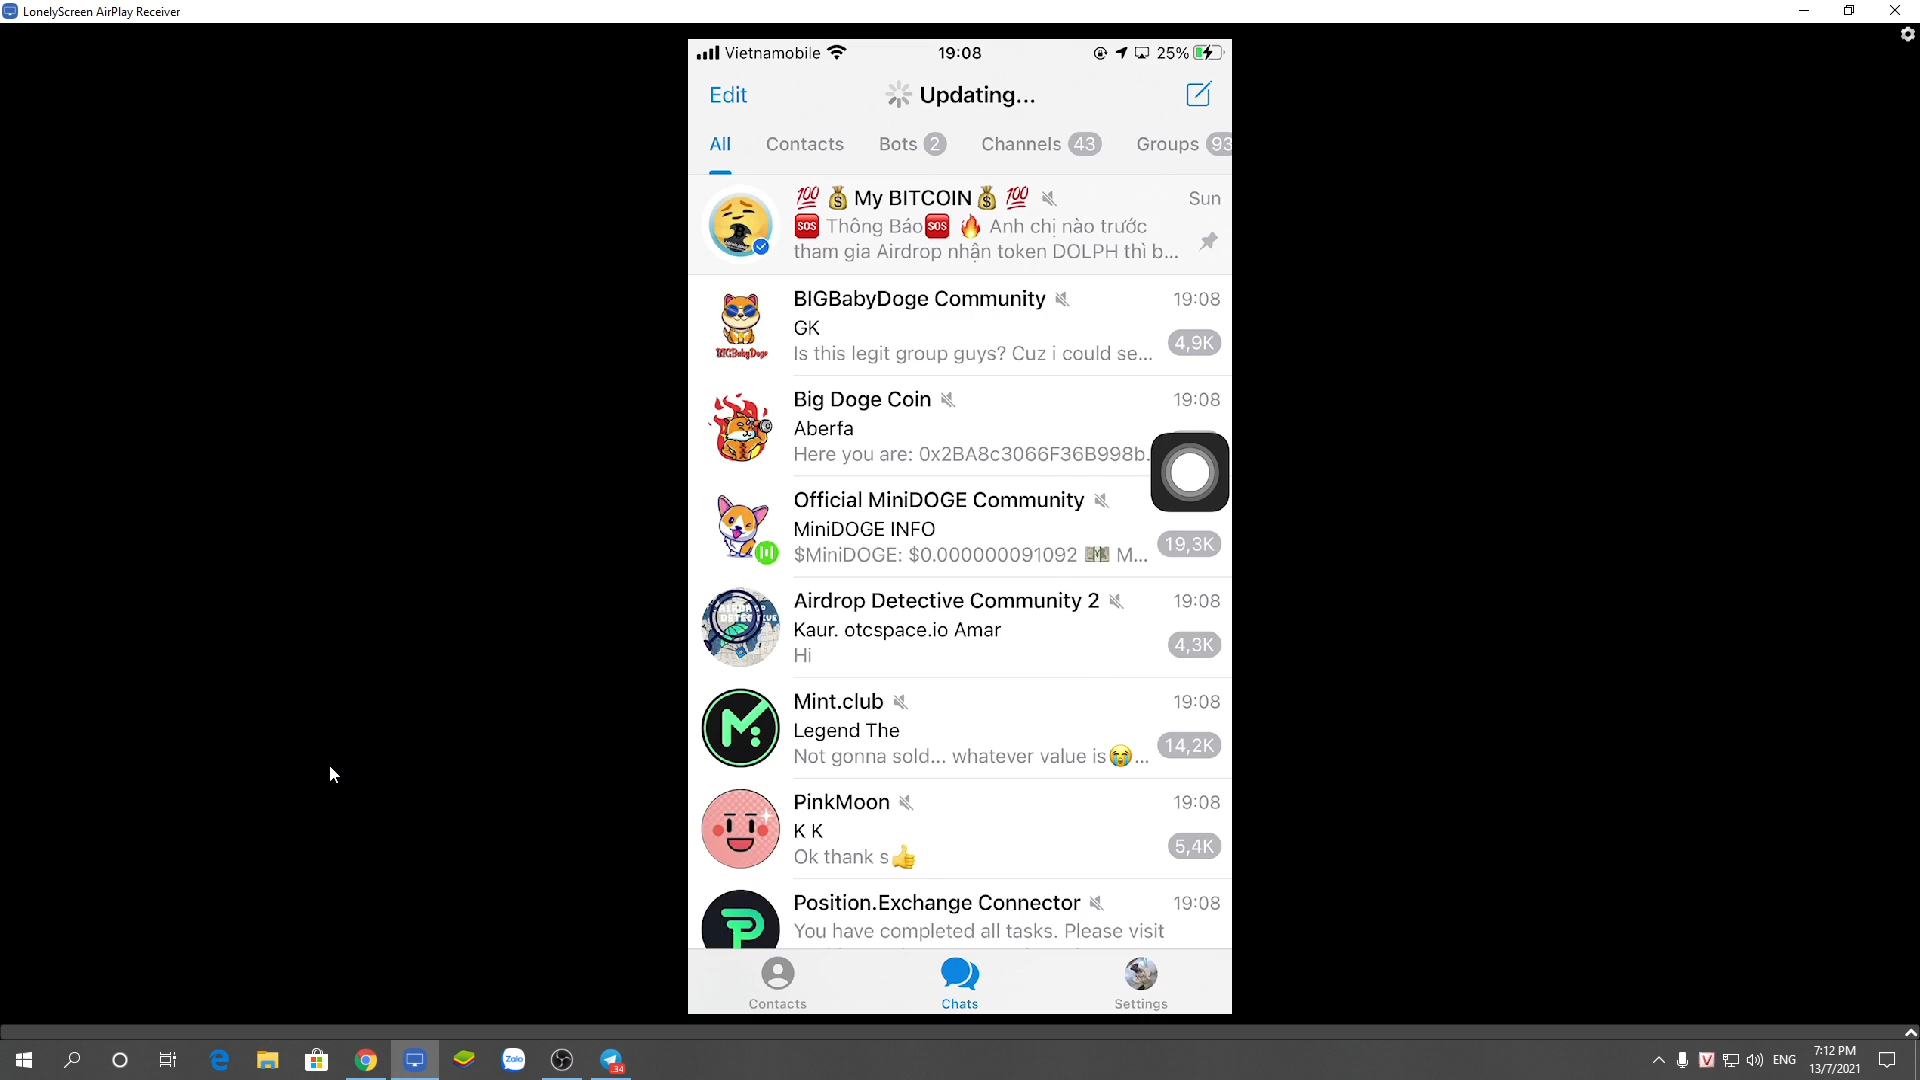 LonelyScreen AirPlay Receiver
Vietnamobile 19:08 25%
Edit Updating...
All Contacts Bots 2 Channels 43 Groups 93
💯💰My BITCOIN💰💯 Sun
🆘 Thông Báo🆘 🔥 Anh chị nào trước
tham gia Airdrop nhận token DOLPH thì b...
BIGBabyDoge Community 19:08
GK
Is this legit group guys? Cuz i could se... 4,9K
BIGBabyDoge
Big Doge Coin 19:08
Aberfa
Here you are: 0x2BA8c3066F36B998b.
Official MiniDOGE Community
MiniDOGE INFO
$MiniDOGE: $0.000000091092 💵 M... 19,3K
Airdrop Detective Community 2 19:08
Kaur. otcspace.io Amar
Hi 4,3K
Mint.club 19:08
Legend The
Not gonna sold... whatever value is😭... 14,2K
PinkMoon 19:08
K K
Ok thank s👍 5,4K
Position.Exchange Connector 19:08
You have completed all tasks. Please visit
Contacts Chats Settings
Zalo 34 V ENG 7:12 PM
13/7/2021